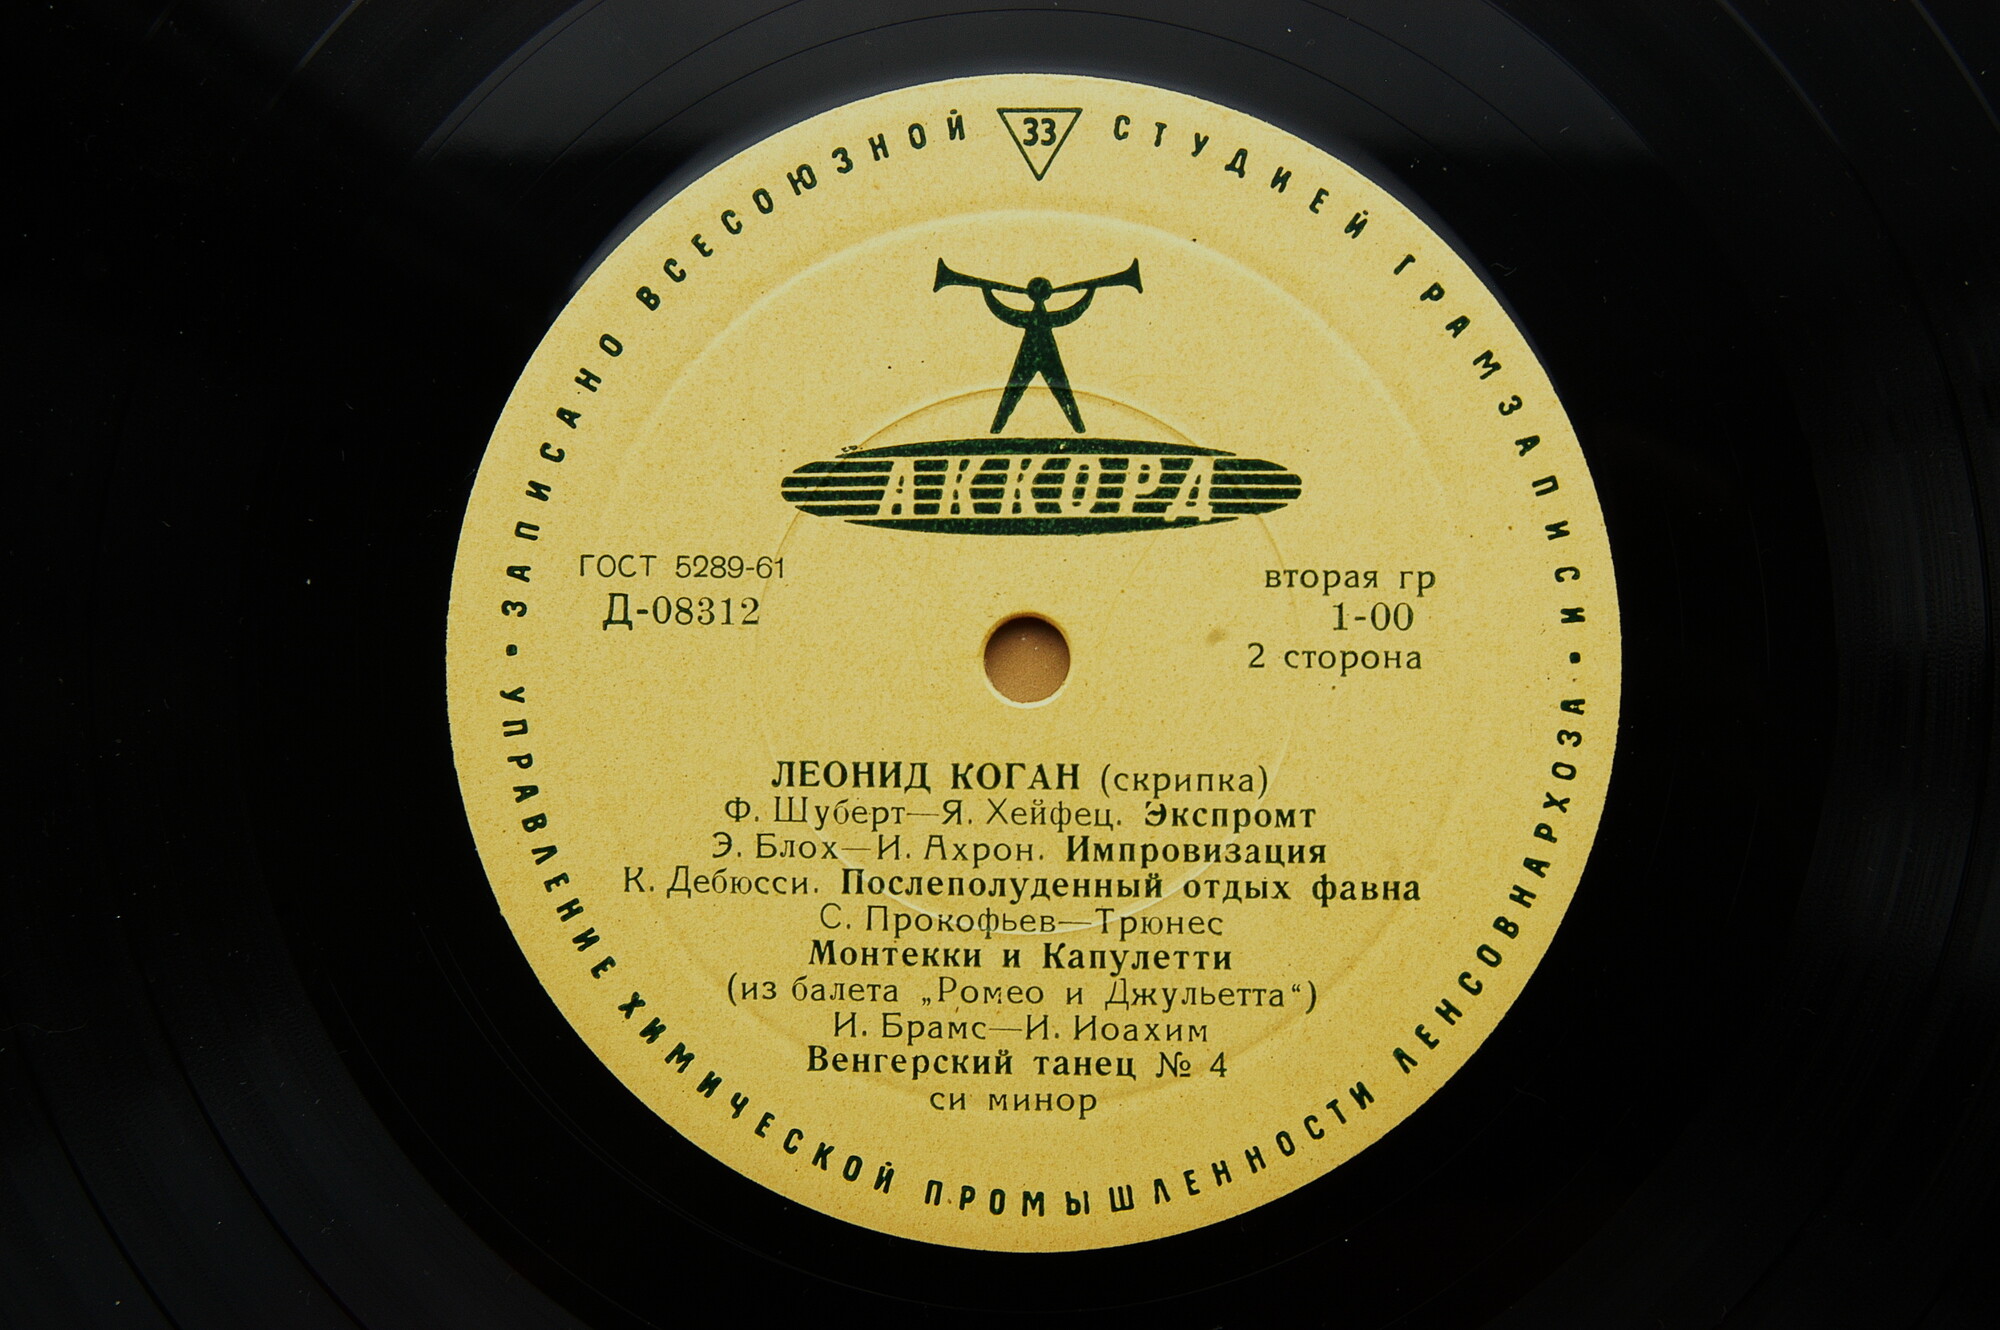 ЗАПИСАНО ВСЕСОЮЗНОЙ 33 СТУДИЕЙ ГРАМЗАПИСИ •
АККОРД
ГОСТ 5289-61
Д-08312
вторая гр
1-00
2 сторона
ЛЕОНИД КОГАН (скрипка)
Ф. Шуберт—Я. Хейфец. Экспромт
Э. Блох—И. Ахрон. Импровизация
К. Дебюсси. Послеполуденный отдых фавна
С. Прокофьев—Трюнес
Монтекки и Капулетти
(из балета „Ромео и Джульетта“)
И. Брамс—И. Иоахим
Венгерский танец № 4
си минор
• УПРАВЛЕНИЕ ХИМИЧЕСКОЙ ПРОМЫШЛЕННОСТИ ЛЕНСОВНАРХОЗА